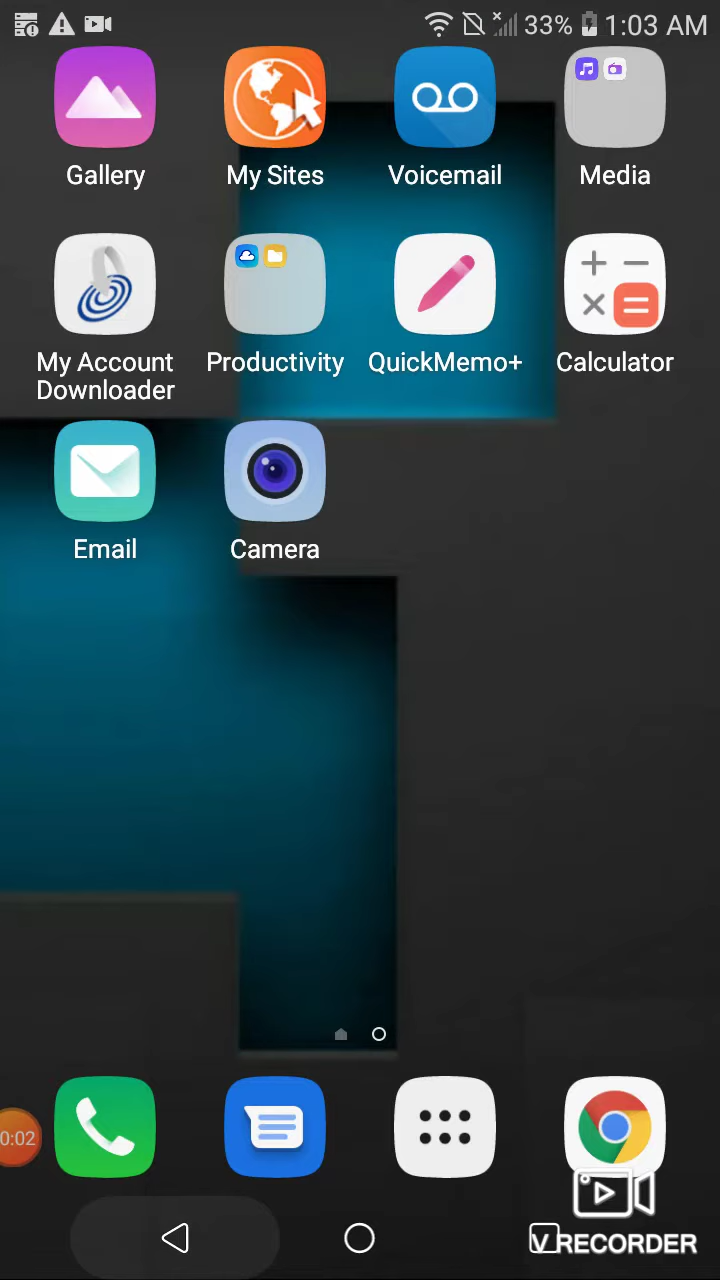 33% 1:03 AM
Gallery My Sites Voicemail Media
My Account Downloader Productivity QuickMemo+ Calculator
Email Camera
0:02
VRECORDER